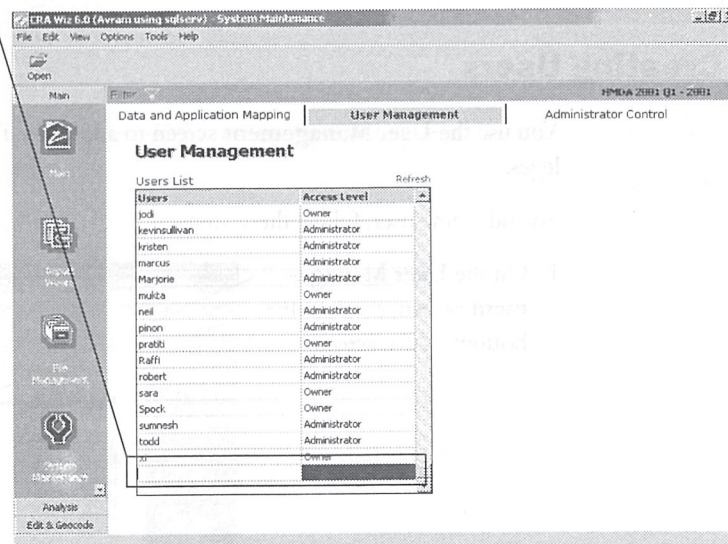 CRA Wiz 6.0 (Avram using sqlserv) - System Maintenance
File Edit View Options Tools Help
Open
Main
Filter
HMDA 2001 Q1 - 2001
Data and Application Mapping
User Management
Administrator Control
User Management
Users List
Refresh
Users Access Level
jodi Owner
kevinsullivan Administrator
kristen Administrator
marcus Administrator
Marjorie Administrator
mukta Owner
neil Administrator
pinon Administrator
pratiti Owner
Raffi Administrator
robert Administrator
sara Owner
Spock Owner
sumnesh Administrator
todd Administrator
xi Owner
Main
File
Management
System
Maintenance
Analysis
Edit & Geocode